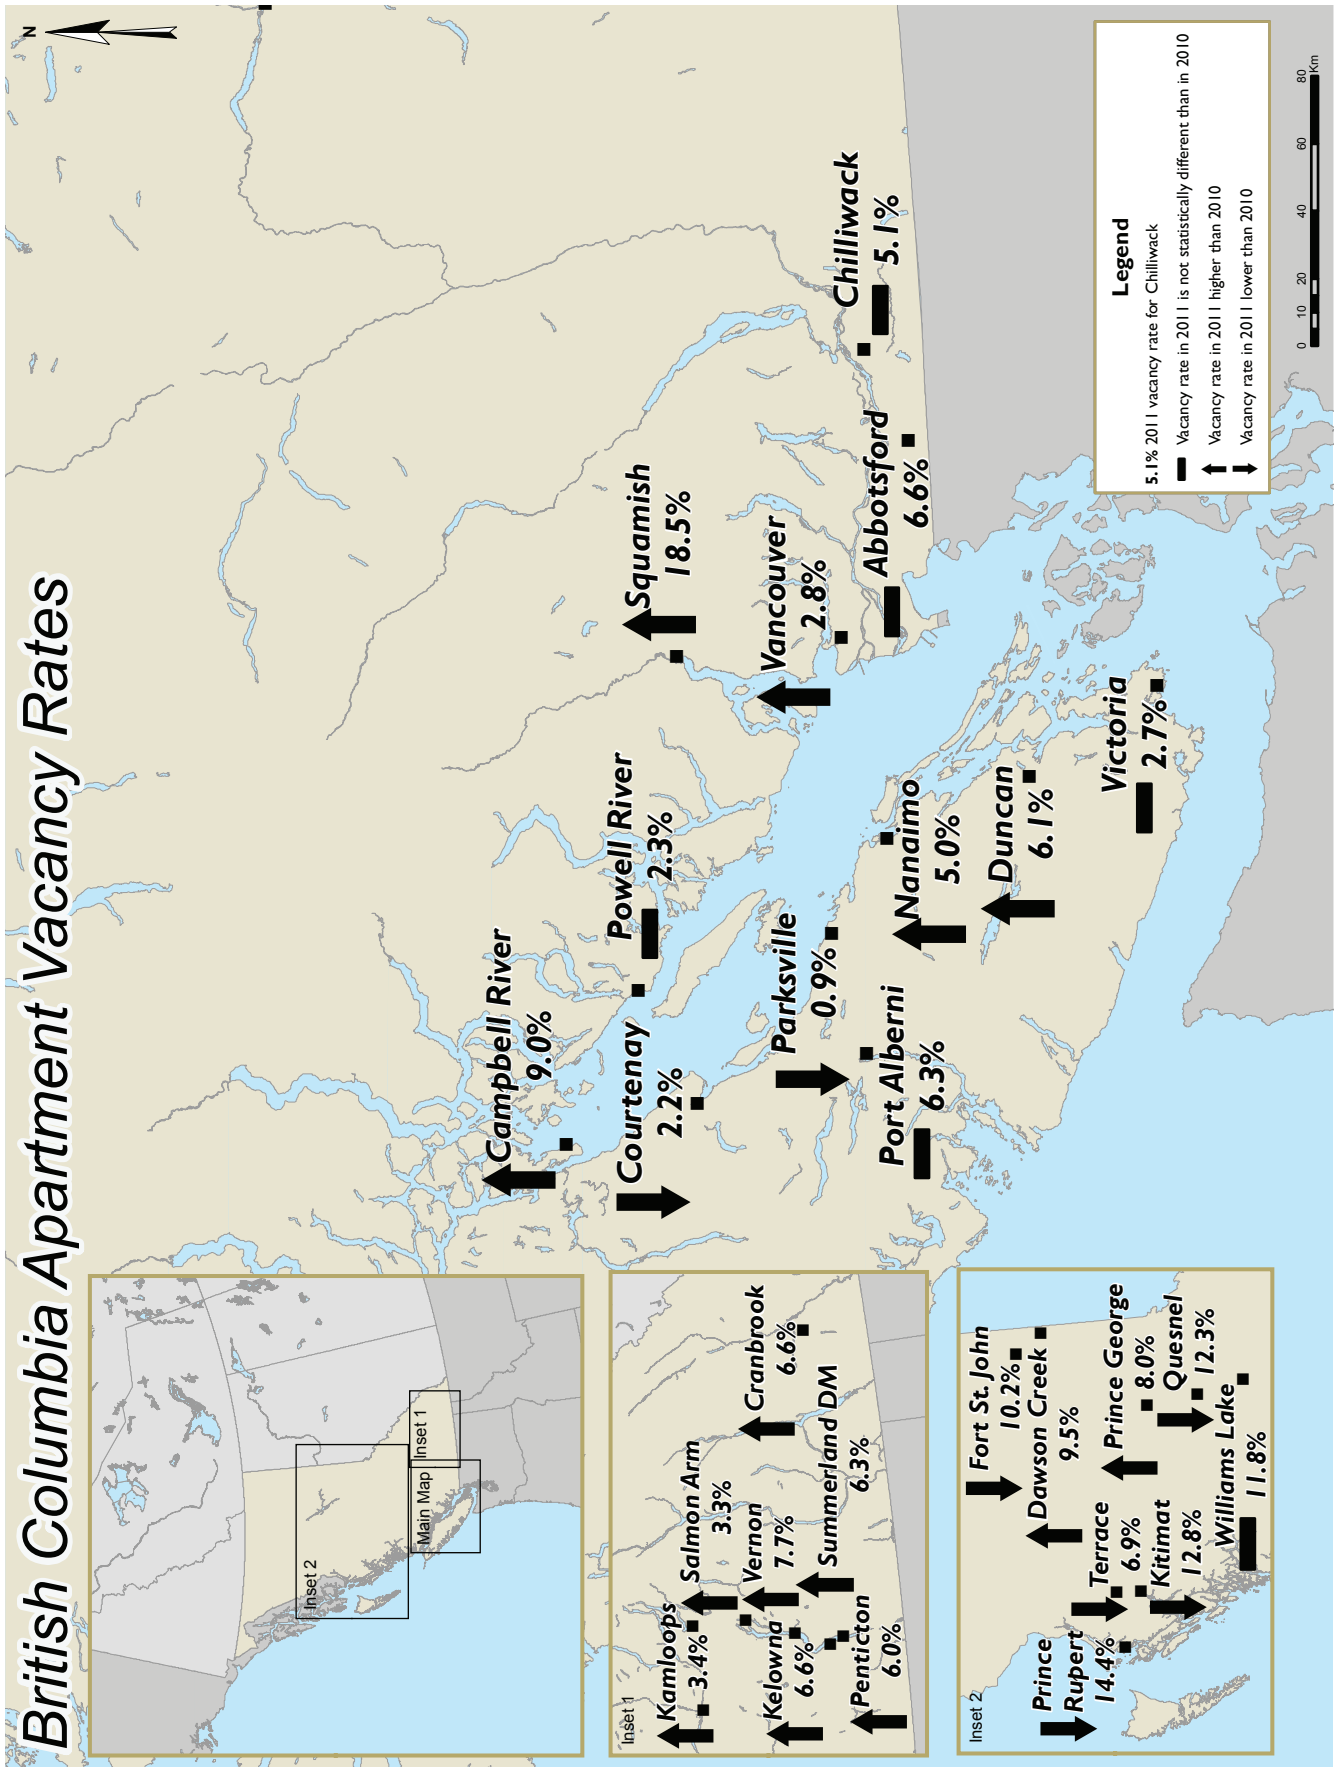 British Columbia Apartment Vacancy Rates
N
Inset 2
Main Map
Inset 1
Campbell River
9.0%
Courtenay
2.2%
Powell River
2.3%
Squamish
18.5%
Vancouver
2.8%
Abbotsford
6.6%
Chilliwack
5.1%
Parksville
0.9%
Port Alberni
6.3%
Nanaimo
5.0%
Duncan
6.1%
Victoria
2.7%
Inset 1
Kamloops
3.4%
Salmon Arm
3.3%
Vernon
7.7%
Kelowna
6.6%
Summerland DM
6.3%
Penticton
6.0%
Cranbrook
6.6%
Inset 2
Prince
Rupert
14.4%
Terrace
6.9%
Kitimat
12.8%
Fort St. John
10.2%
Dawson Creek
9.5%
Prince George
8.0%
Quesnel
12.3%
Williams Lake
11.8%
Legend
5.1% 2011 vacancy rate for Chilliwack
Vacancy rate in 2011 is not statistically different than in 2010
Vacancy rate in 2011 higher than 2010
Vacancy rate in 2011 lower than 2010
0 10 20 40 60 80
Km